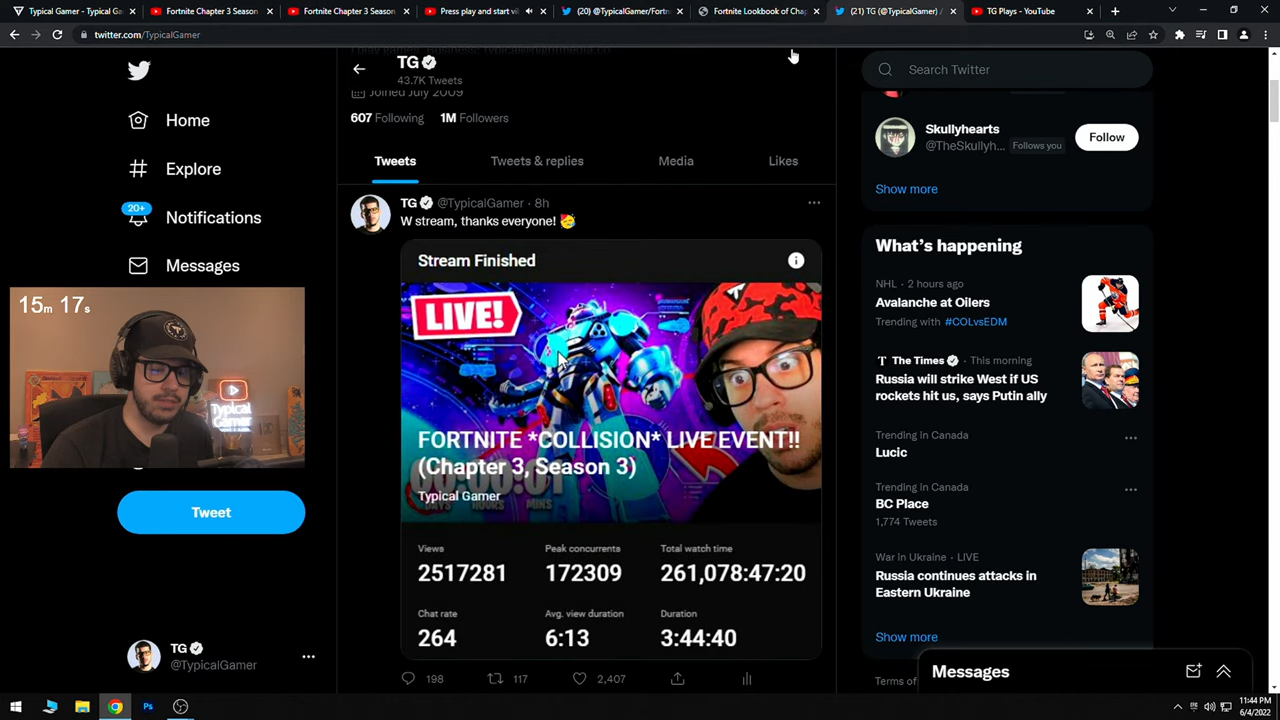 Typical Gamer - Typical Ga
Fortnite Chapter 3 Season
Fortnite Chapter 3 Season
Press play and start vi
(20) @TypicalGamer/Fortn
Fortnite Lookbook of Chap
(21) TG (@TypicalGamer) /
TG Plays - YouTube
twitter.com/TypicalGamer
TG
43.7K Tweets
Joined July 2009
607 Following 1M Followers
Tweets
Tweets & replies
Media
Likes
Home
Explore
20+
Notifications
Messages
15m 17s
Typical
Tweet
TG
@TypicalGamer
TG @TypicalGamer · 8h
W stream, thanks everyone! 🥳
Stream Finished
LIVE!
FORTNITE *COLLISION* LIVE EVENT!!
(Chapter 3, Season 3)
Typical Gamer
DAYS HOURS MINS
Views
2517281
Peak concurrents
172309
Total watch time
261,078:47:20
Chat rate
264
Avg. view duration
6:13
Duration
3:44:40
198
117
2,407
Search Twitter
Skullyhearts
@TheSkullyh...
Follows you
Follow
Show more
What's happening
NHL · 2 hours ago
Avalanche at Oilers
Trending with #COLvsEDM
The Times · This morning
Russia will strike West if US
rockets hit us, says Putin ally
Trending in Canada
Lucic
Trending in Canada
BC Place
1,774 Tweets
War in Ukraine · LIVE
Russia continues attacks in
Eastern Ukraine
Show more
Terms of
Messages
11:44 PM
6/4/2022